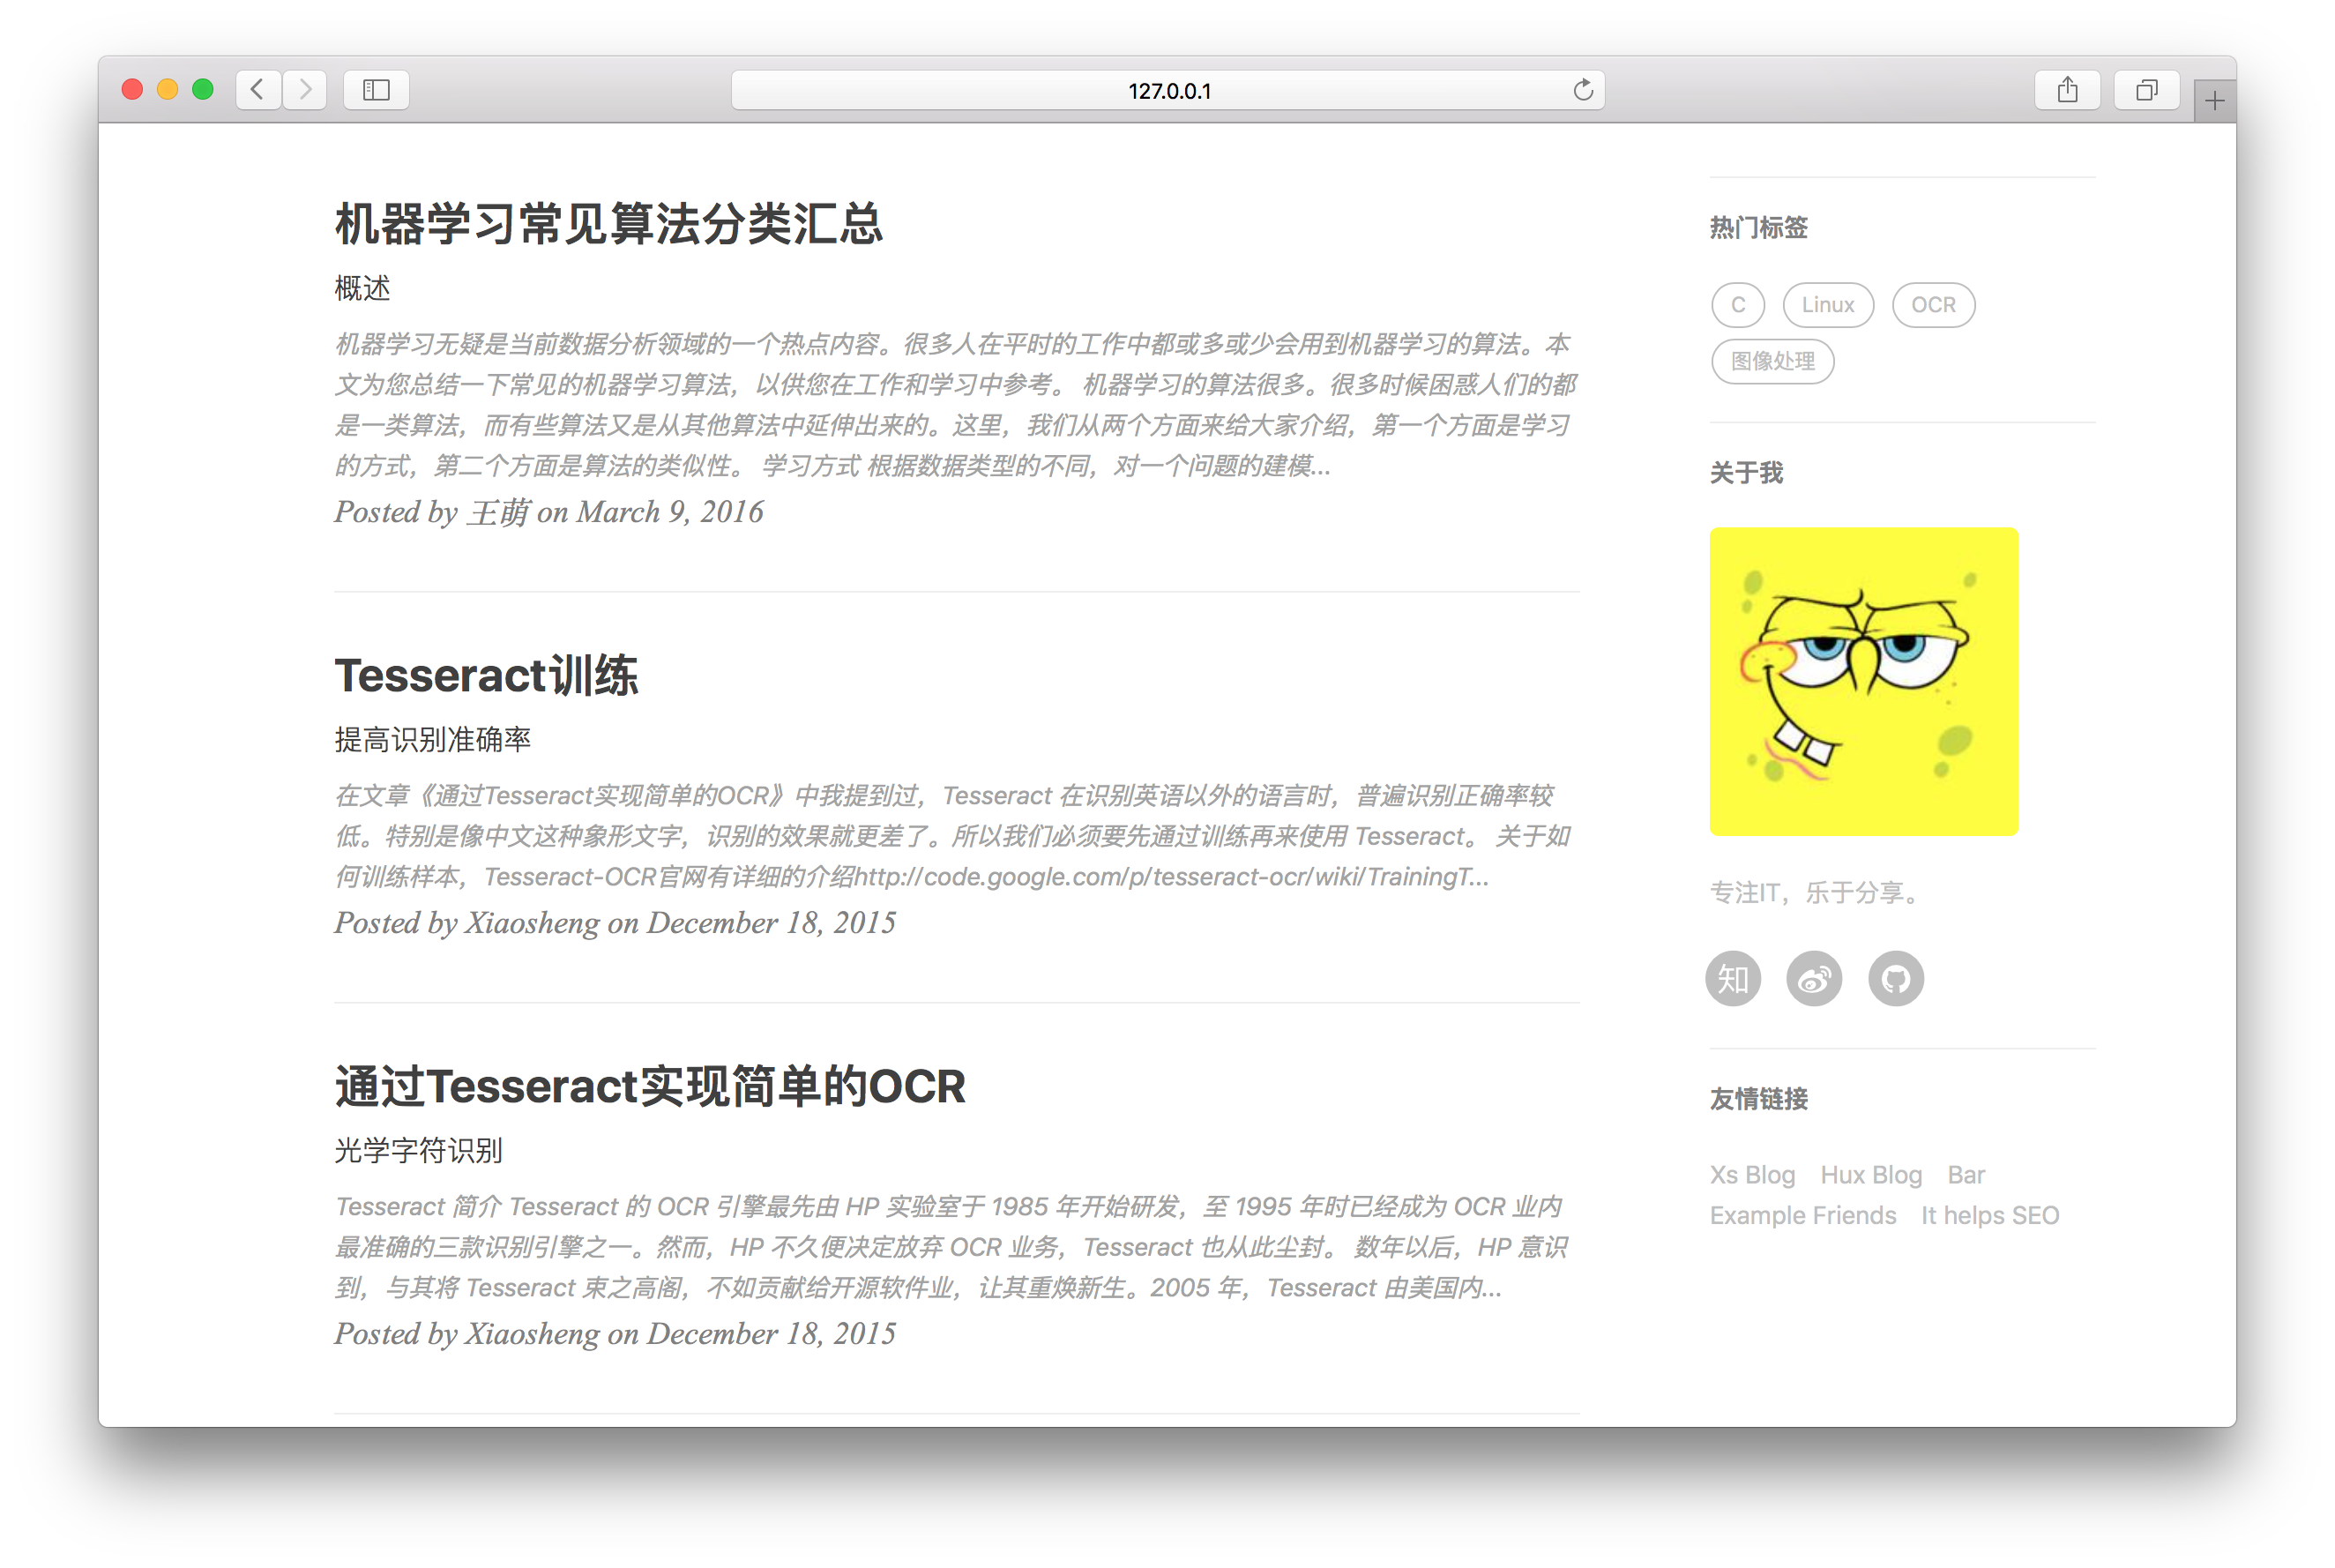 127.0.0.1
机器学习常见算法分类汇总
概述
机器学习无疑是当前数据分析领域的一个热点内容。很多人在平时的工作中都或多或少会用到机器学习的算法。本
文为您总结一下常见的机器学习算法，以供您在工作和学习中参考。 机器学习的算法很多。很多时候困惑人们的都
是一类算法，而有些算法又是从其他算法中延伸出来的。这里，我们从两个方面来给大家介绍，第一个方面是学习
的方式，第二个方面是算法的类似性。 学习方式 根据数据类型的不同，对一个问题的建模...
Posted by 王萌 on March 9, 2016
Tesseract训练
提高识别准确率
在文章《通过Tesseract实现简单的OCR》中我提到过，Tesseract 在识别英语以外的语言时，普遍识别正确率较
低。特别是像中文这种象形文字，识别的效果就更差了。所以我们必须要先通过训练再来使用 Tesseract。 关于如
何训练样本，Tesseract-OCR官网有详细的介绍http://code.google.com/p/tesseract-ocr/wiki/TrainingT...
Posted by Xiaosheng on December 18, 2015
通过Tesseract实现简单的OCR
光学字符识别
Tesseract 简介 Tesseract 的 OCR 引擎最先由 HP 实验室于 1985 年开始研发，至 1995 年时已经成为 OCR 业内
最准确的三款识别引擎之一。然而，HP 不久便决定放弃 OCR 业务，Tesseract 也从此尘封。 数年以后，HP 意识
到，与其将 Tesseract 束之高阁，不如贡献给开源软件业，让其重焕新生。2005 年，Tesseract 由美国内...
Posted by Xiaosheng on December 18, 2015
热门标签
C Linux OCR
图像处理
关于我
专注IT，乐于分享。
知
友情链接
Xs Blog Hux Blog Bar
Example Friends It helps SEO